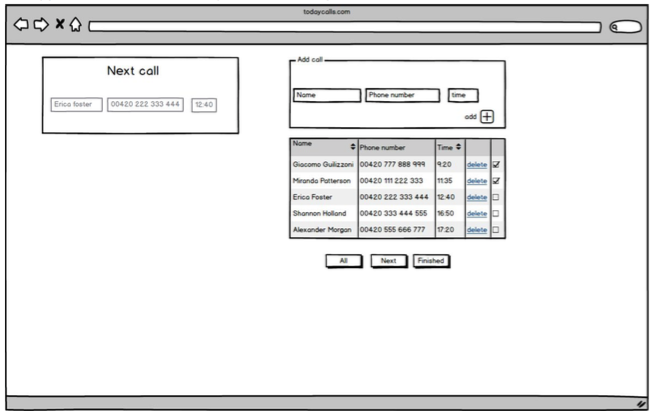 todaycalls.com
Next call
Erica foster 00420 222 333 444 12:40
Add call
Name Phone number time
add
Name Phone number Time
Giacomo Guilizzoni 00420 777 888 999 9:20 delete
Miranda Patterson 00420 111 222 333 11:35 delete
Erica Foster 00420 222 333 444 12:40 delete
Shannon Holland 00420 333 444 555 16:50 delete
Alexander Morgan 00420 555 666 777 17:20 delete
All Next Finished